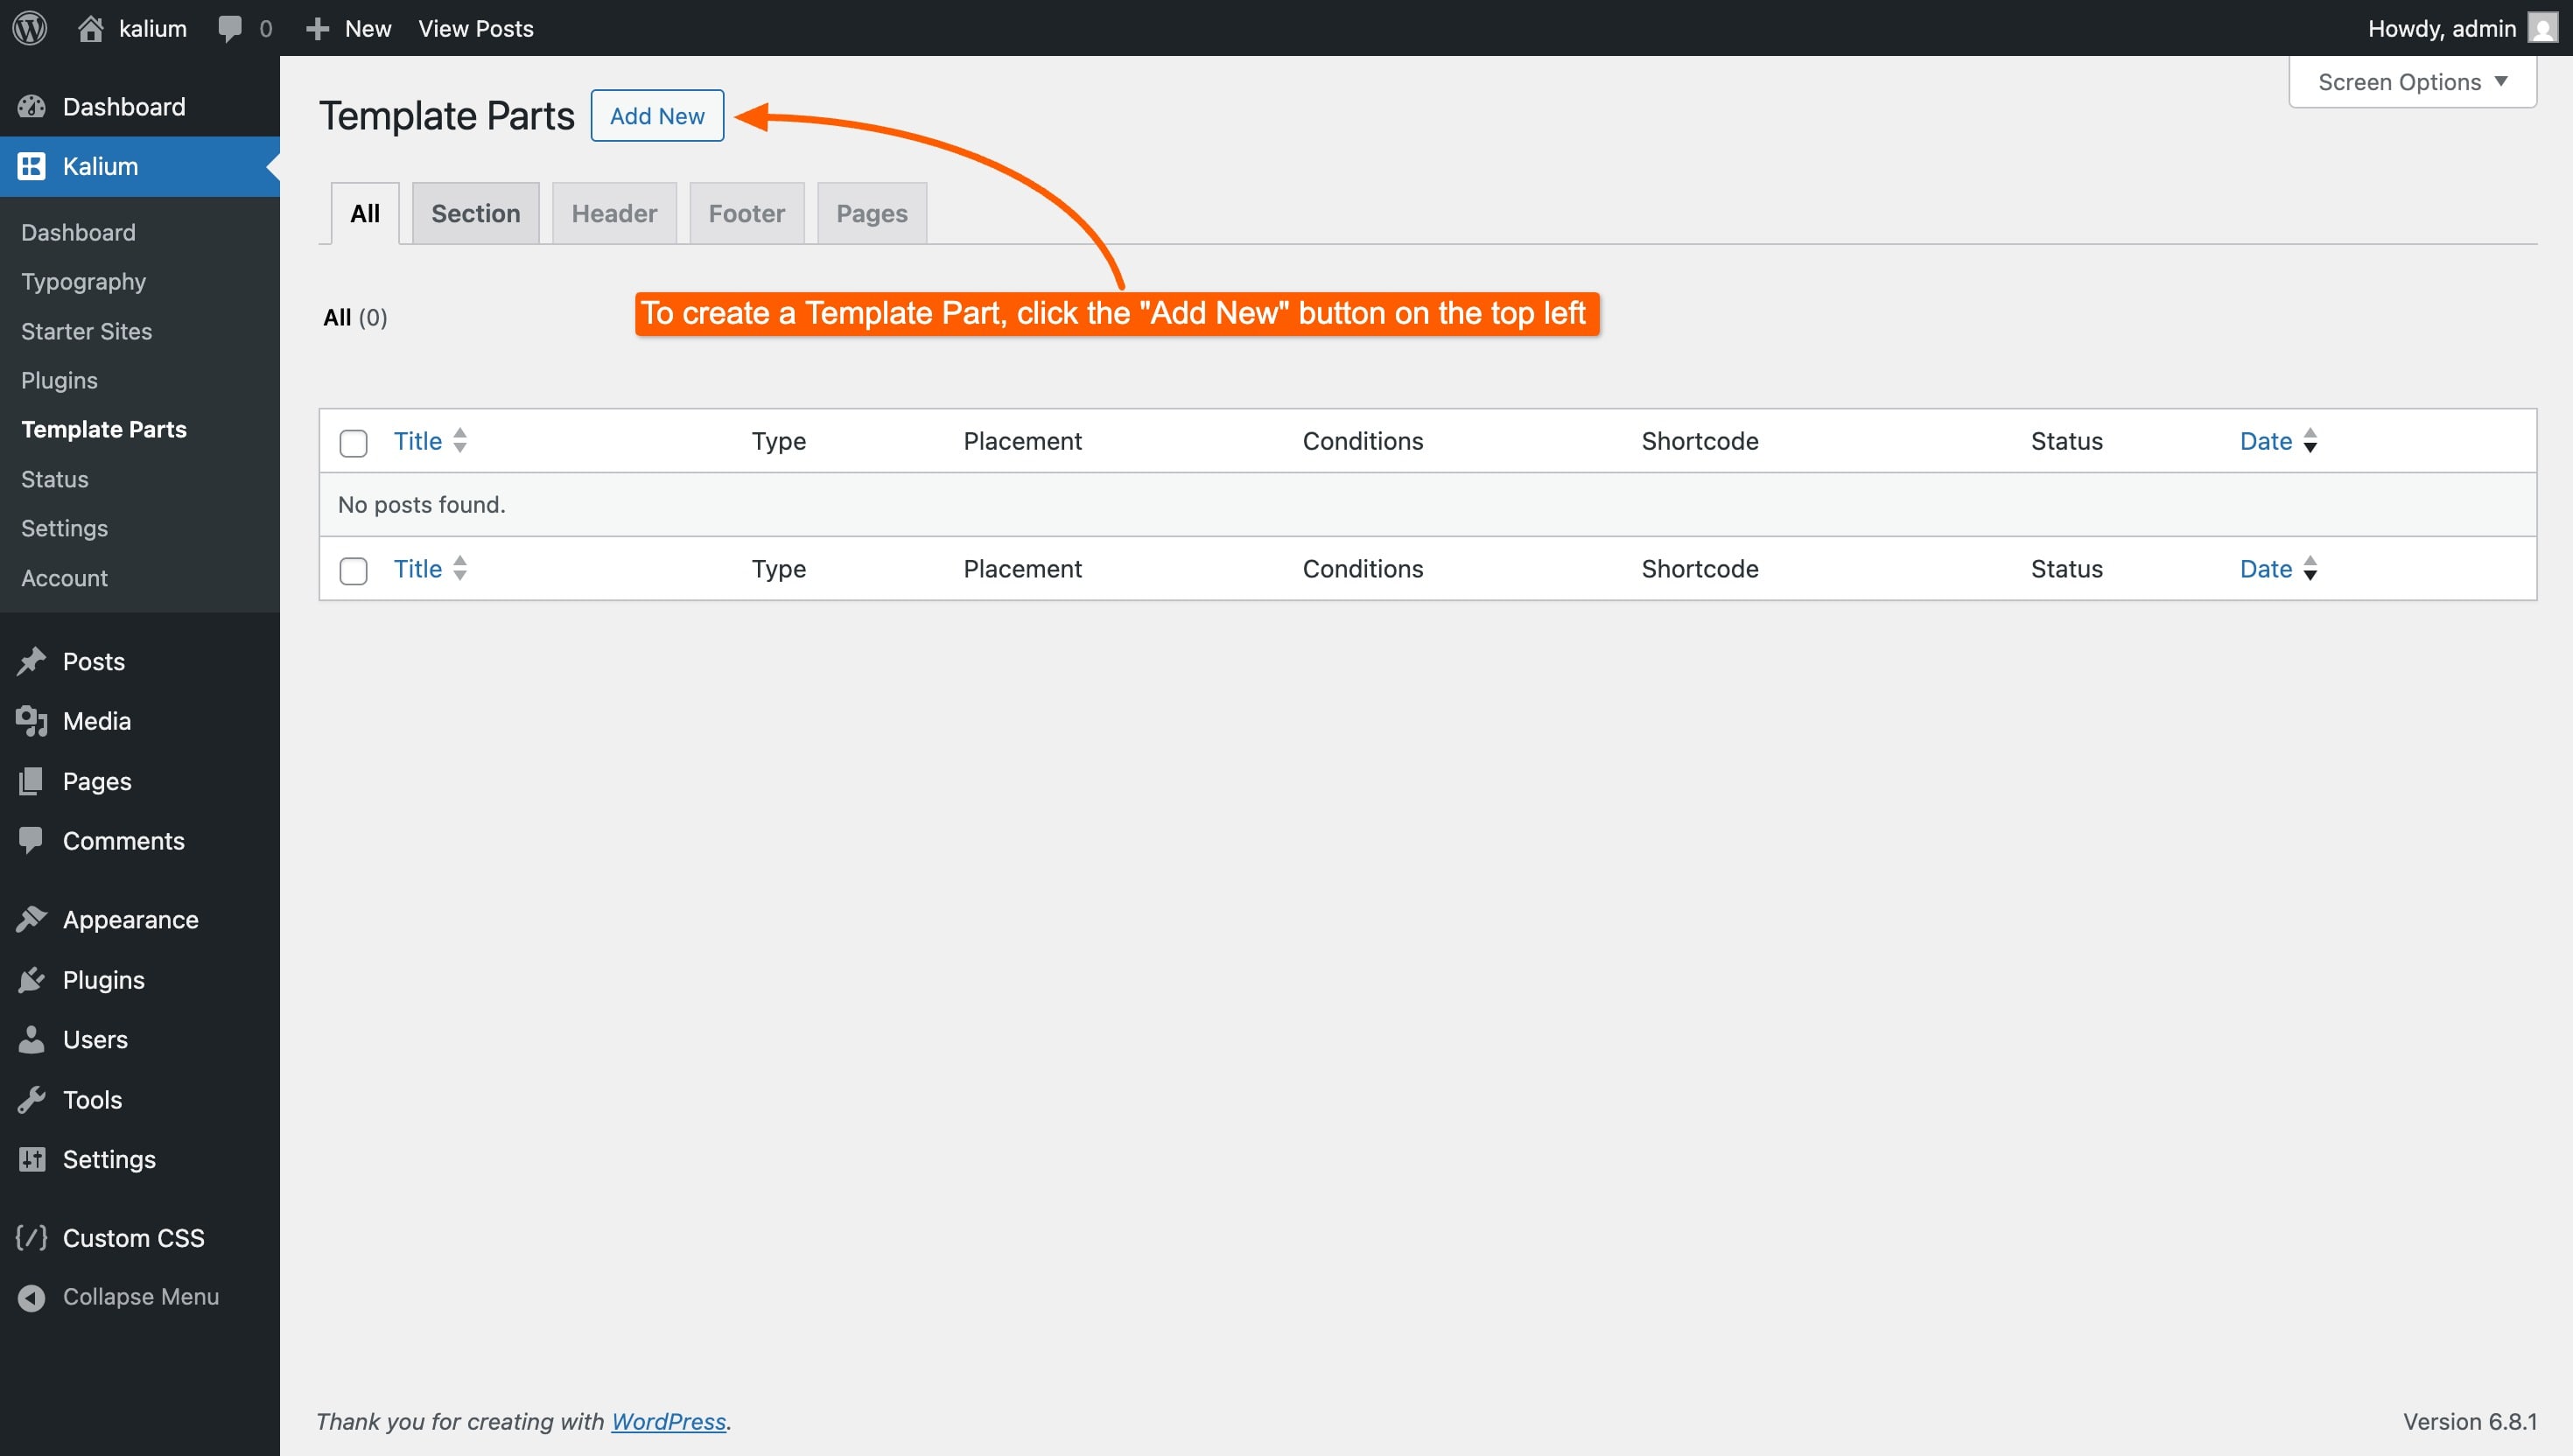 kalium 0 New View Posts Howdy, admin
Screen Options
Dashboard
Kalium
Dashboard
Typography
Starter Sites
Plugins
Template Parts
Status
Settings
Account
Posts
Media
Pages
Comments
Appearance
Plugins
Users
Tools
Settings
Custom CSS
Collapse Menu
Template Parts Add New
All Section Header Footer Pages
All (0)
To create a Template Part, click the "Add New" button on the top left
Title Type Placement Conditions Shortcode Status Date
No posts found.
Title Type Placement Conditions Shortcode Status Date
Thank you for creating with WordPress. Version 6.8.1